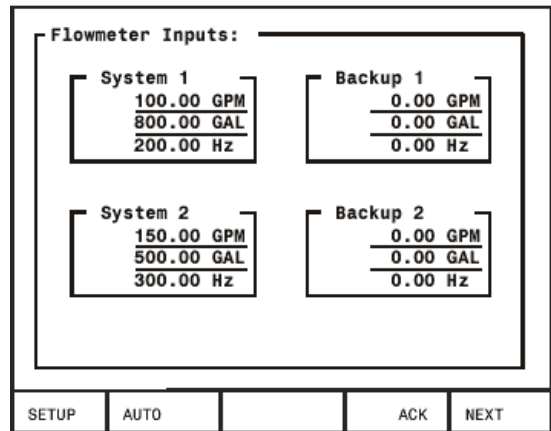 Flowmeter Inputs:
System 1
100.00 GPM
800.00 GAL
200.00 Hz
Backup 1
0.00 GPM
0.00 GAL
0.00 Hz
System 2
150.00 GPM
500.00 GAL
300.00 Hz
Backup 2
0.00 GPM
0.00 GAL
0.00 Hz
SETUP AUTO ACK NEXT